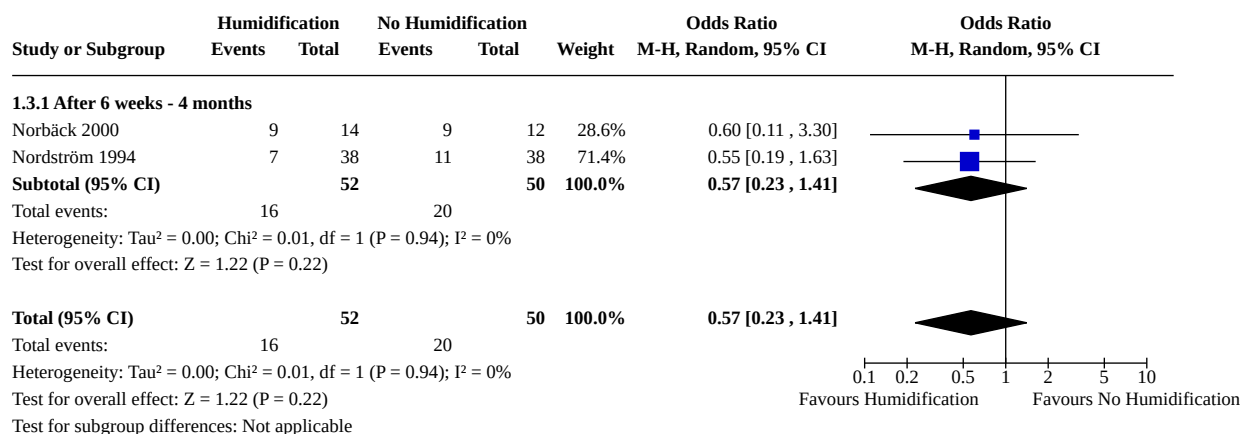 Humidification No Humidification Odds Ratio Odds Ratio
Study or Subgroup Events Total Events Total Weight M-H, Random, 95% CI M-H, Random, 95% CI
1.3.1 After 6 weeks - 4 months
Norbäck 2000 9 14 9 12 28.6% 0.60 [0.11 , 3.30]
Nordström 1994 7 38 11 38 71.4% 0.55 [0.19 , 1.63]
Subtotal (95% CI) 52 50 100.0% 0.57 [0.23 , 1.41]
Total events: 16 20
Heterogeneity: Tau² = 0.00; Chi² = 0.01, df = 1 (P = 0.94); I² = 0%
Test for overall effect: Z = 1.22 (P = 0.22)
Total (95% CI) 52 50 100.0% 0.57 [0.23 , 1.41]
Total events: 16 20
Heterogeneity: Tau² = 0.00; Chi² = 0.01, df = 1 (P = 0.94); I² = 0%
0.1 0.2 0.5 1 2 5 10
Test for overall effect: Z = 1.22 (P = 0.22) Favours Humidification Favours No Humidification
Test for subgroup differences: Not applicable